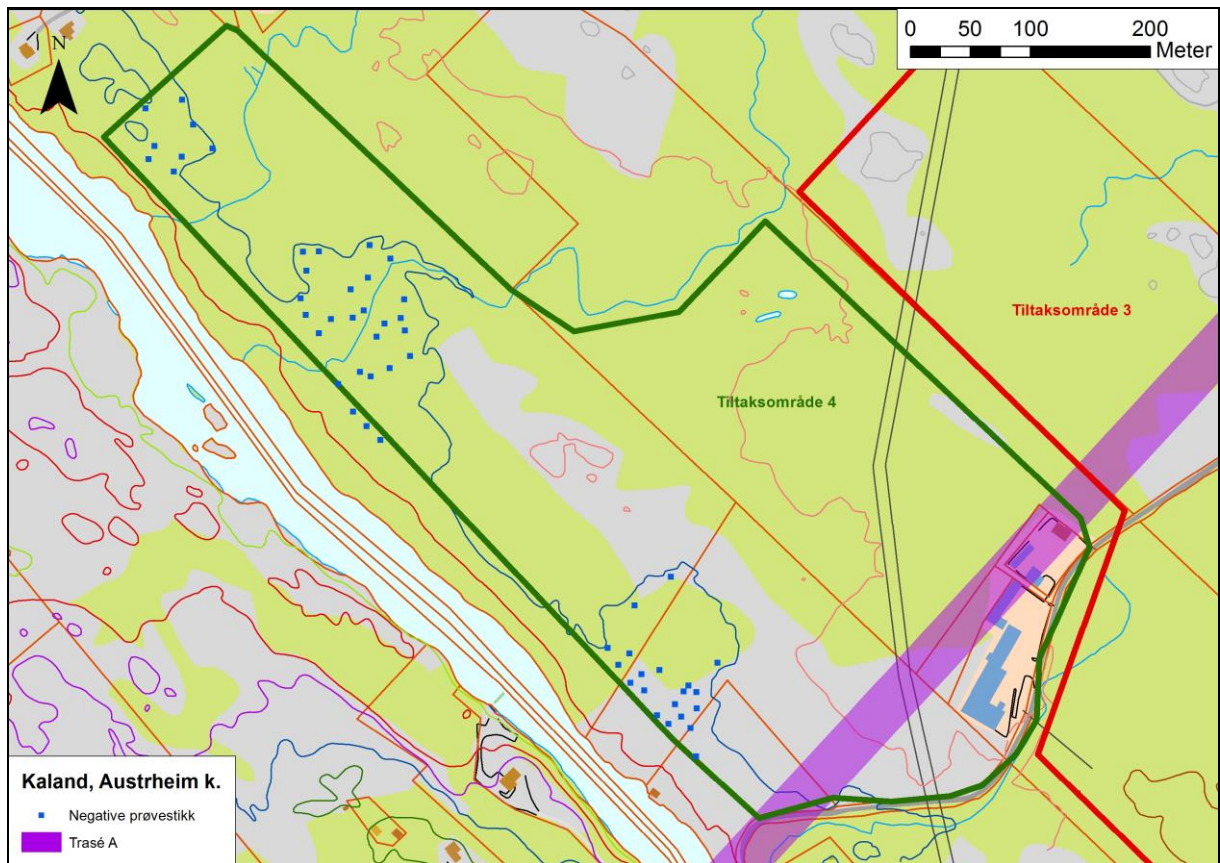 N
0 50 100 200
Meter
Tiltaksområde 3
Tiltaksområde 4
Kaland, Austrheim k.
Negative prøvestikk
Trasé A